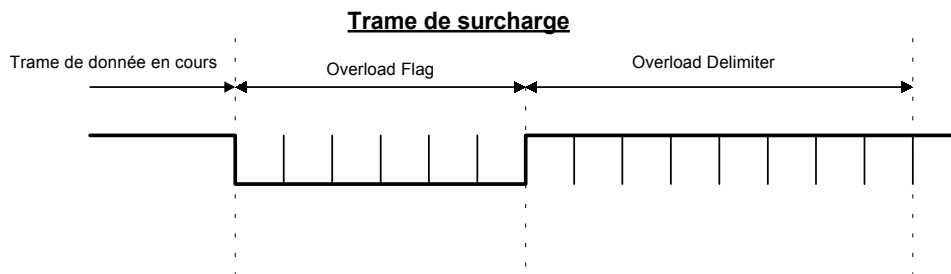 Trame de surcharge
Trame de donnée en cours
Overload Flag
Overload Delimiter